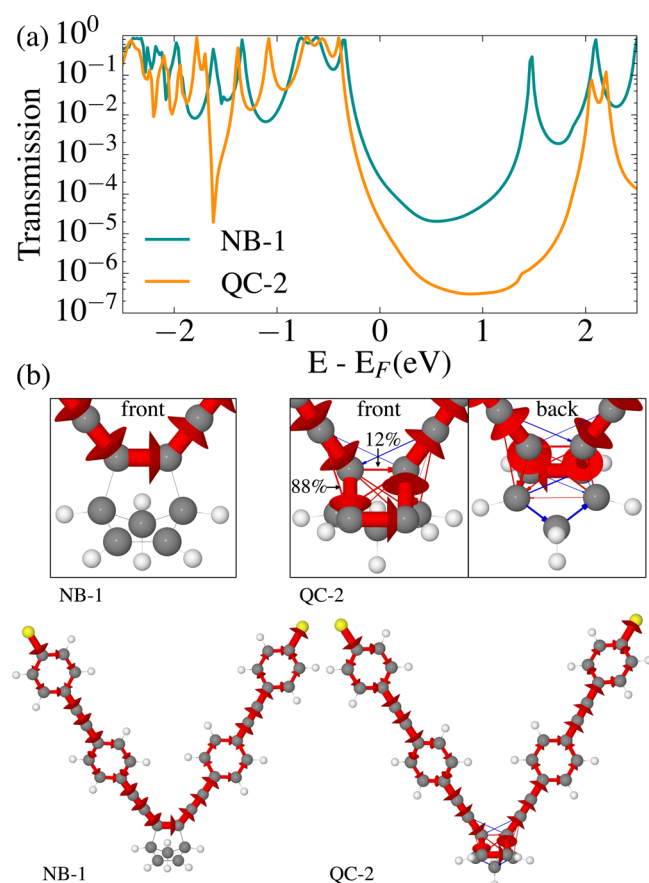 (a)
10^0
10^-1
10^-2
10^-3
10^-4
10^-5
10^-6
10^-7
Transmission
NB-1
QC-2
−2 −1 0 1 2
E - E_F(eV)
(b)
front front back
12%
88%
NB-1 QC-2
NB-1 QC-2